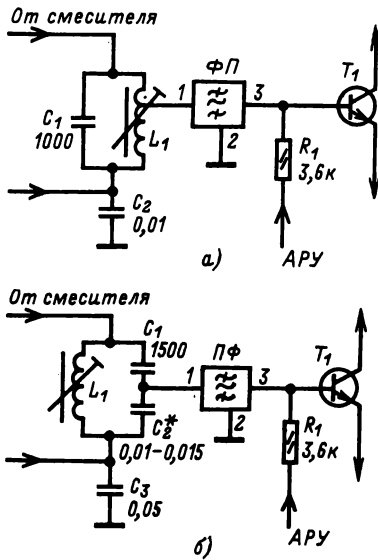 От смесителя
C1
1000
L1
1
ФП
3
2
T1
R1
3,6к
C2
0,01
АРУ
а)
От смесителя
C1
1500
L1
1
ПФ
3
2
T1
C2*
0,01-0,015
R1
3,6к
C3
0,05
АРУ
б)